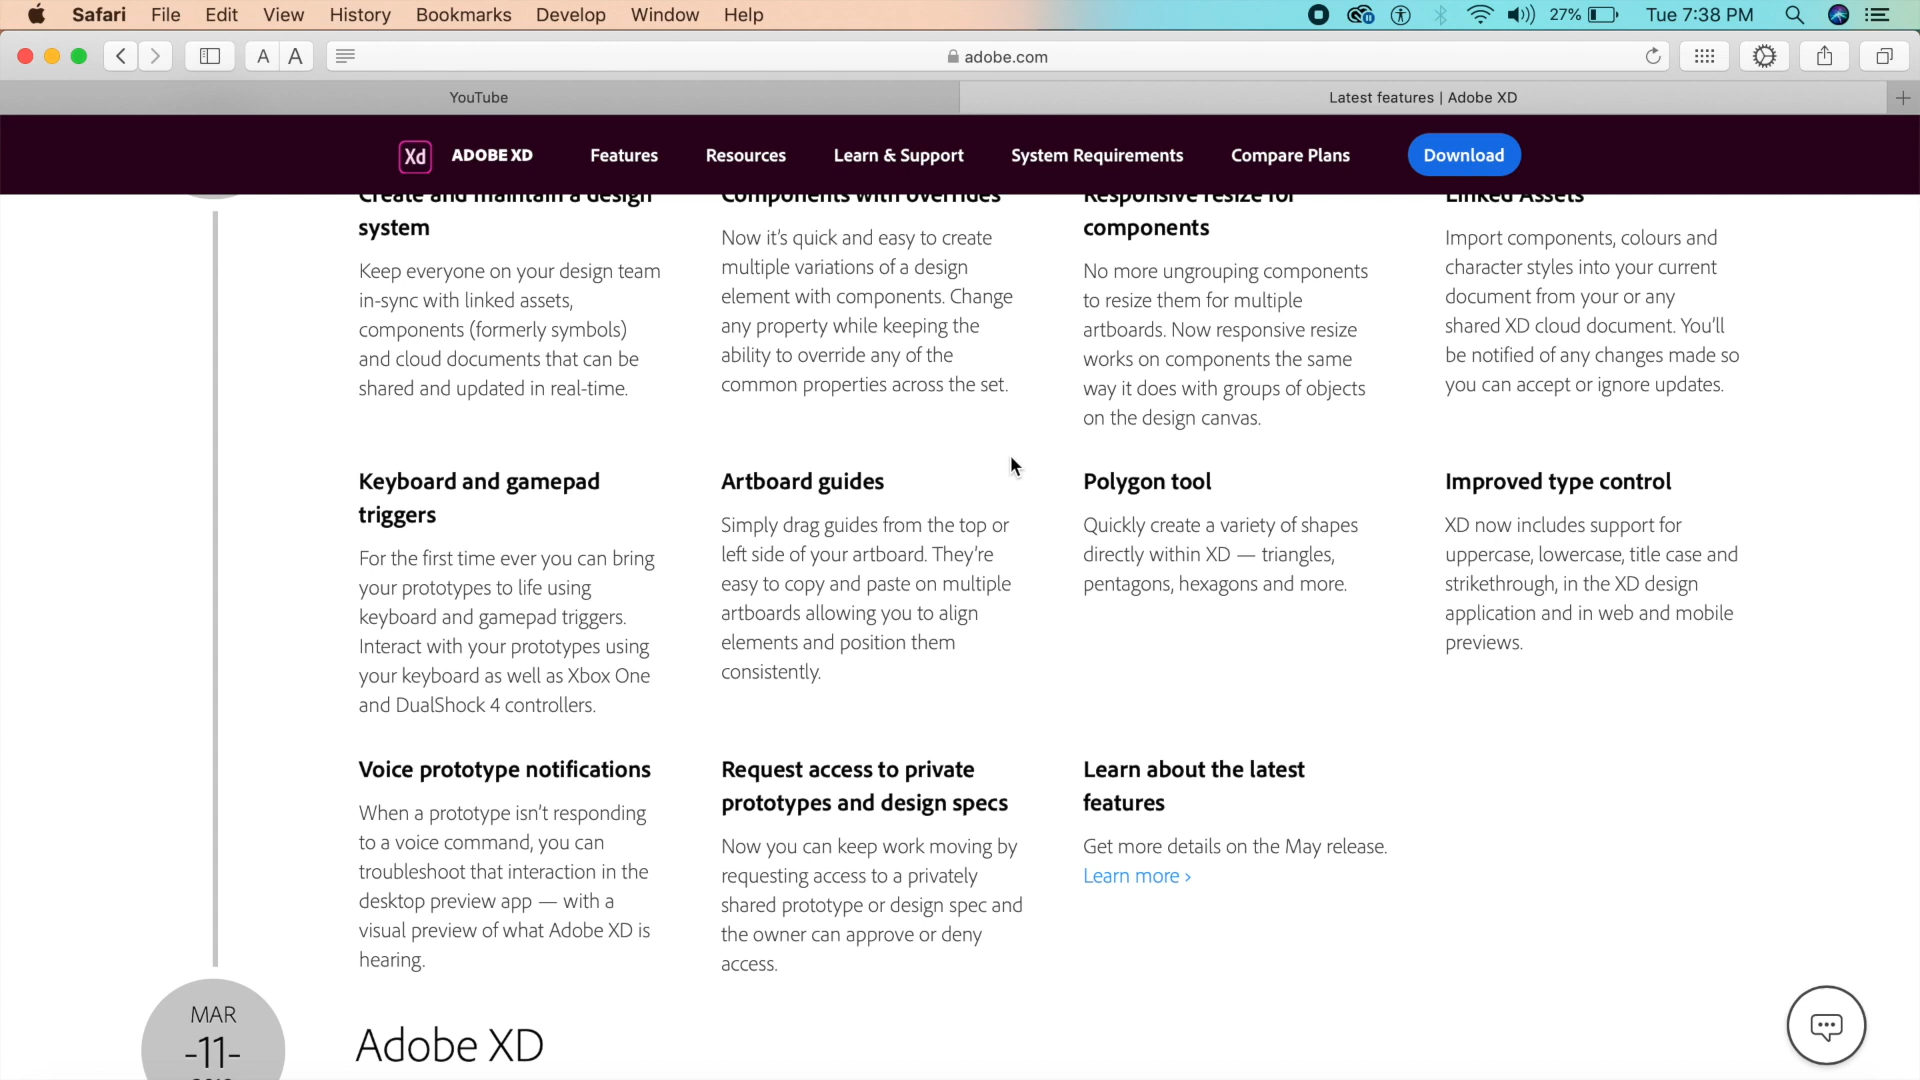 Safari File Edit View History Bookmarks Develop Window Help 27% Tue 7:38 PM
A A adobe.com
YouTube Latest features | Adobe XD
Xd ADOBE XD Features Resources Learn & Support System Requirements Compare Plans Download
Create and maintain a design
system
Keep everyone on your design team
in-sync with linked assets,
components (formerly symbols)
and cloud documents that can be
shared and updated in real-time.
Components with overrides
Now it’s quick and easy to create
multiple variations of a design
element with components. Change
any property while keeping the
ability to override any of the
common properties across the set.
Responsive resize for
components
No more ungrouping components
to resize them for multiple
artboards. Now responsive resize
works on components the same
way it does with groups of objects
on the design canvas.
Linked Assets
Import components, colours and
character styles into your current
document from your or any
shared XD cloud document. You’ll
be notified of any changes made so
you can accept or ignore updates.
Keyboard and gamepad
triggers
For the first time ever you can bring
your prototypes to life using
keyboard and gamepad triggers.
Interact with your prototypes using
your keyboard as well as Xbox One
and DualShock 4 controllers.
Artboard guides
Simply drag guides from the top or
left side of your artboard. They’re
easy to copy and paste on multiple
artboards allowing you to align
elements and position them
consistently.
Polygon tool
Quickly create a variety of shapes
directly within XD — triangles,
pentagons, hexagons and more.
Improved type control
XD now includes support for
uppercase, lowercase, title case and
strikethrough, in the XD design
application and in web and mobile
previews.
Voice prototype notifications
When a prototype isn’t responding
to a voice command, you can
troubleshoot that interaction in the
desktop preview app — with a
visual preview of what Adobe XD is
hearing.
Request access to private
prototypes and design specs
Now you can keep work moving by
requesting access to a privately
shared prototype or design spec and
the owner can approve or deny
access.
Learn about the latest
features
Get more details on the May release.
Learn more ›
MAR
-11-
Adobe XD